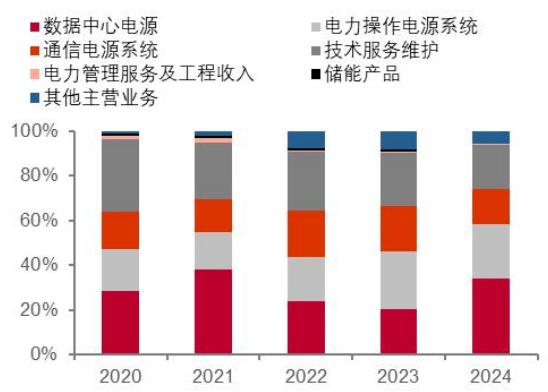 数据中心电源 电力操作电源系统
通信电源系统 技术服务维护
电力管理服务及工程收入 储能产品
其他主营业务
100%
80%
60%
40%
20%
0%
2020 2021 2022 2023 2024